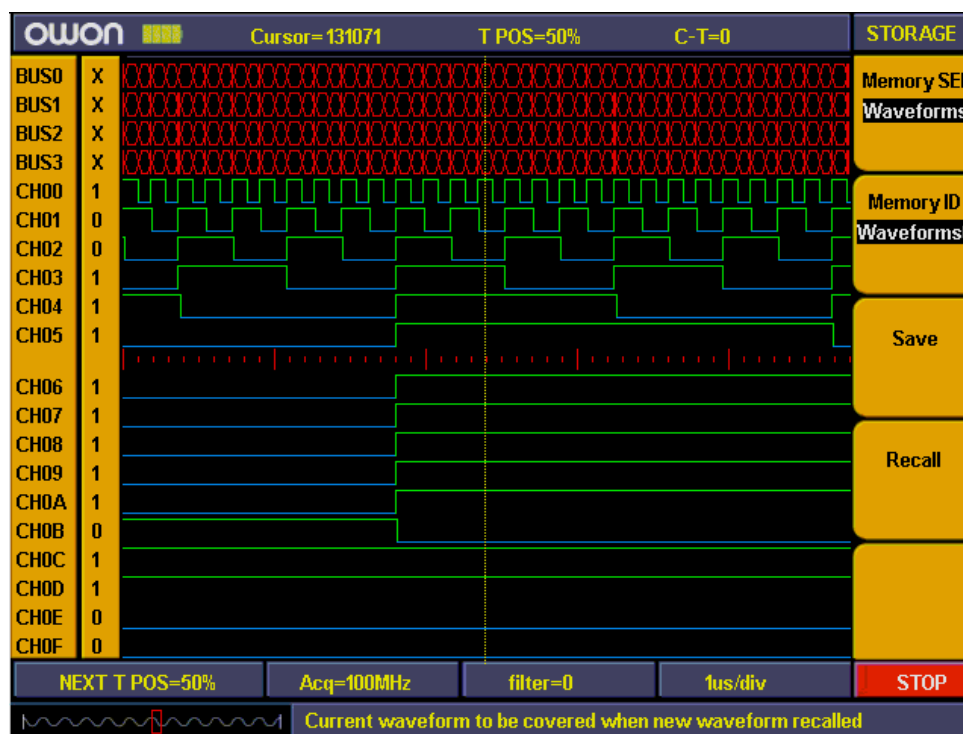 owon Cursor=131071 T POS=50% C-T=0 STORAGE
BUS0 X
BUS1 X
BUS2 X
BUS3 X
CH00 1
CH01 0
CH02 0
CH03 1
CH04 1
CH05 1
CH06 1
CH07 1
CH08 1
CH09 1
CH0A 1
CH0B 0
CH0C 1
CH0D 1
CH0E 0
CH0F 0
Memory SEL
Waveforms
Memory ID
Waveforms
Save
Recall
NEXT T POS=50% Acq=100MHz filter=0 1us/div STOP
Current waveform to be covered when new waveform recalled